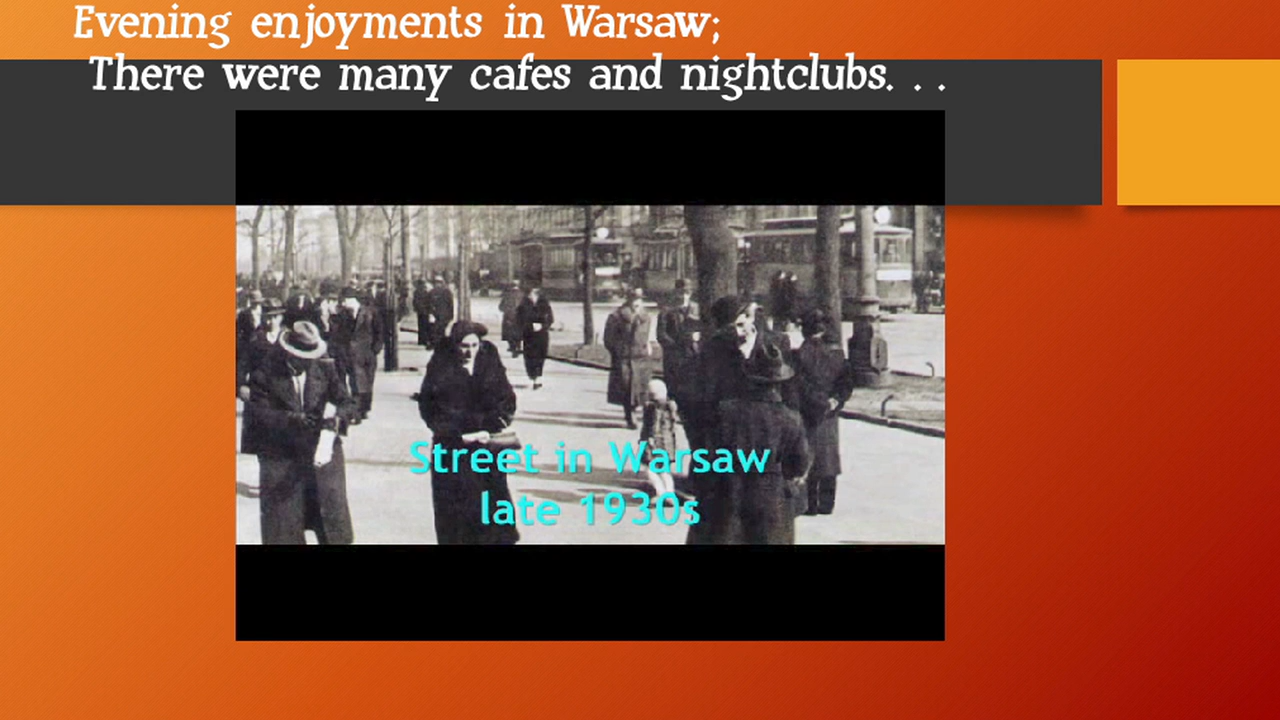 Evening enjoyments in Warsaw;
There were many cafes and nightclubs. . .
Street in Warsaw
late 1930s